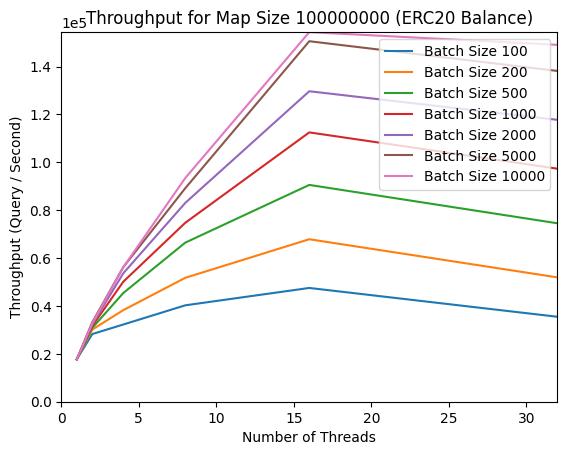 Throughput for Map Size 100000000 (ERC20 Balance)
1e5
1.4
1.2
1.0
0.8
0.6
0.4
0.2
0.0
Throughput (Query / Second)
Batch Size 100
Batch Size 200
Batch Size 500
Batch Size 1000
Batch Size 2000
Batch Size 5000
Batch Size 10000
0 5 10 15 20 25 30
Number of Threads